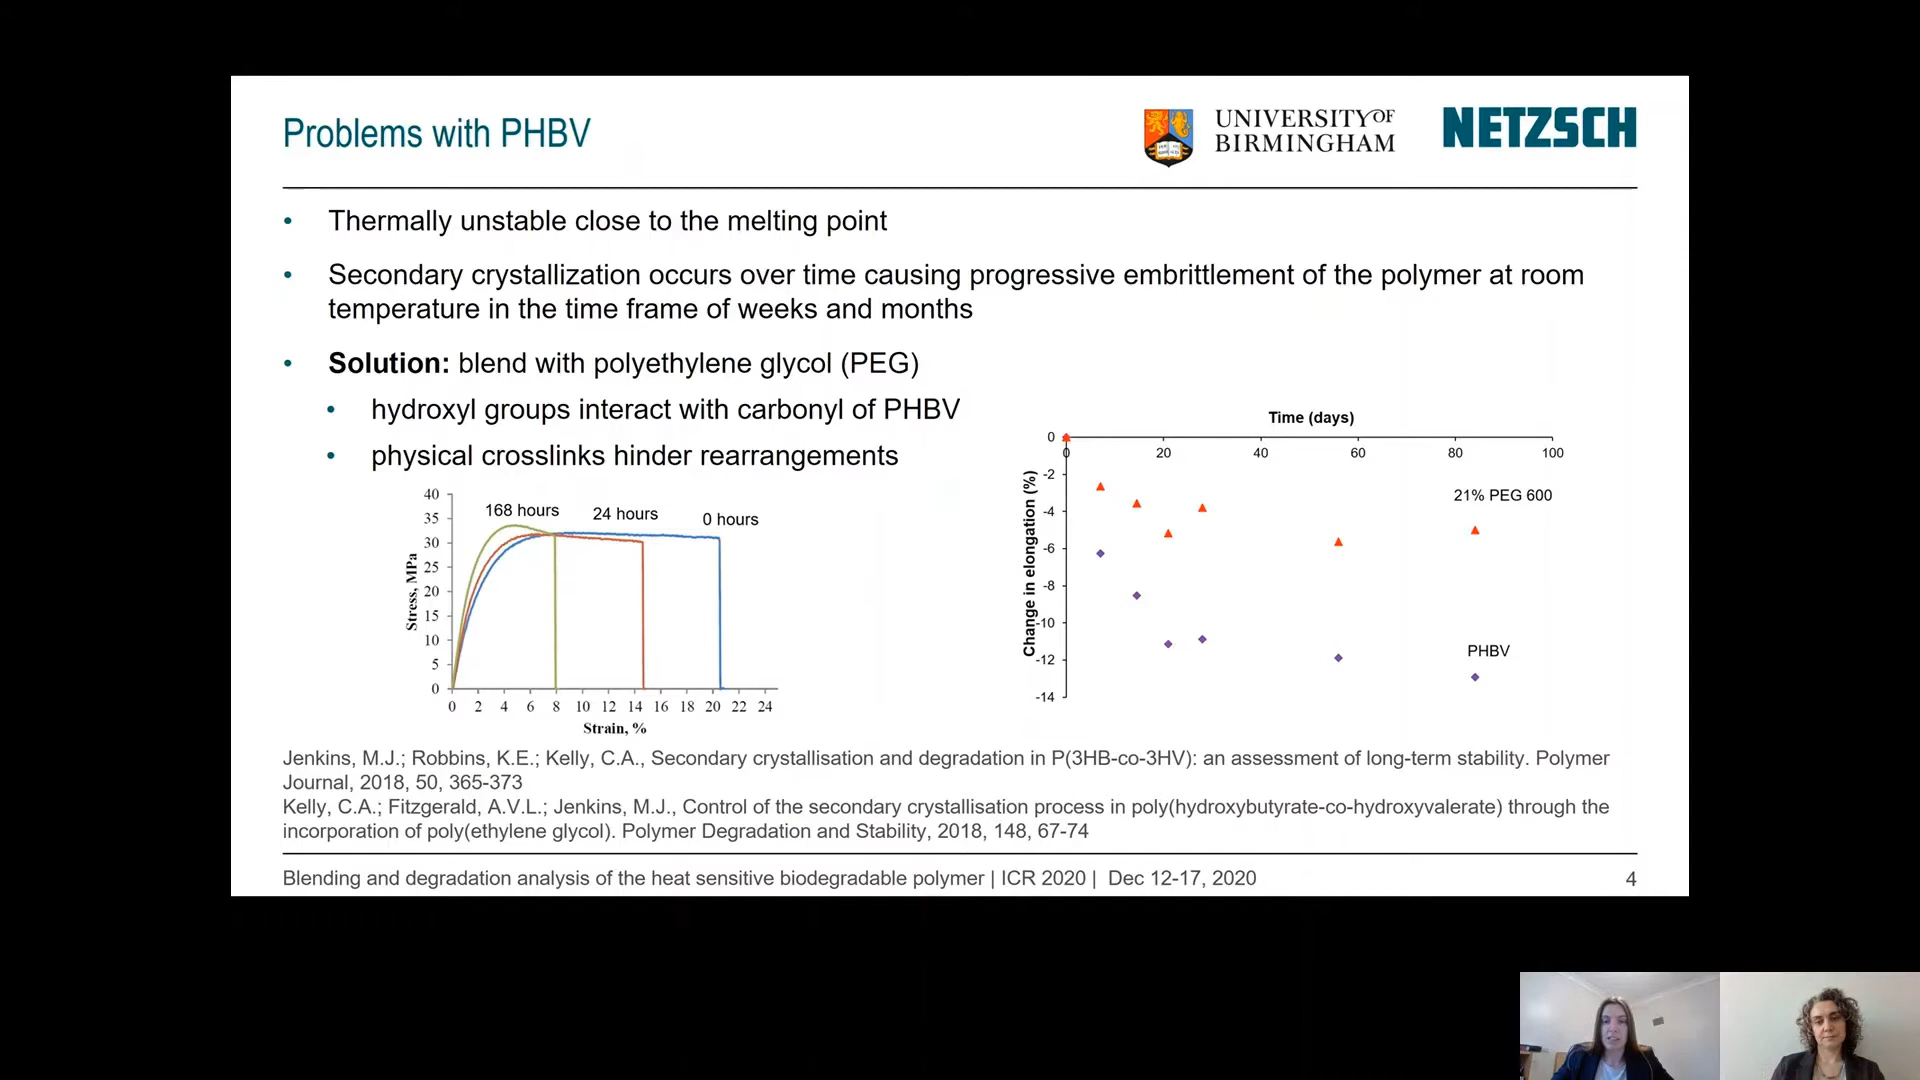 Problems with PHBV
UNIVERSITY OF
BIRMINGHAM
NETZSCH
• Thermally unstable close to the melting point
• Secondary crystallization occurs over time causing progressive embrittlement of the polymer at room
temperature in the time frame of weeks and months
• Solution: blend with polyethylene glycol (PEG)
• hydroxyl groups interact with carbonyl of PHBV
• physical crosslinks hinder rearrangements
40
35
30
25
20
15
10
5
0
Stress, MPa
168 hours
24 hours
0 hours
0 2 4 6 8 10 12 14 16 18 20 22 24
Strain, %
Time (days)
0 20 40 60 80 100
0
-2
-4
-6
-8
-10
-12
-14
Change in elongation (%)
21% PEG 600
PHBV
Jenkins, M.J.; Robbins, K.E.; Kelly, C.A., Secondary crystallisation and degradation in P(3HB-co-3HV): an assessment of long-term stability. Polymer
Journal, 2018, 50, 365-373
Kelly, C.A.; Fitzgerald, A.V.L.; Jenkins, M.J., Control of the secondary crystallisation process in poly(hydroxybutyrate-co-hydroxyvalerate) through the
incorporation of poly(ethylene glycol). Polymer Degradation and Stability, 2018, 148, 67-74
Blending and degradation analysis of the heat sensitive biodegradable polymer | ICR 2020 | Dec 12-17, 2020
4